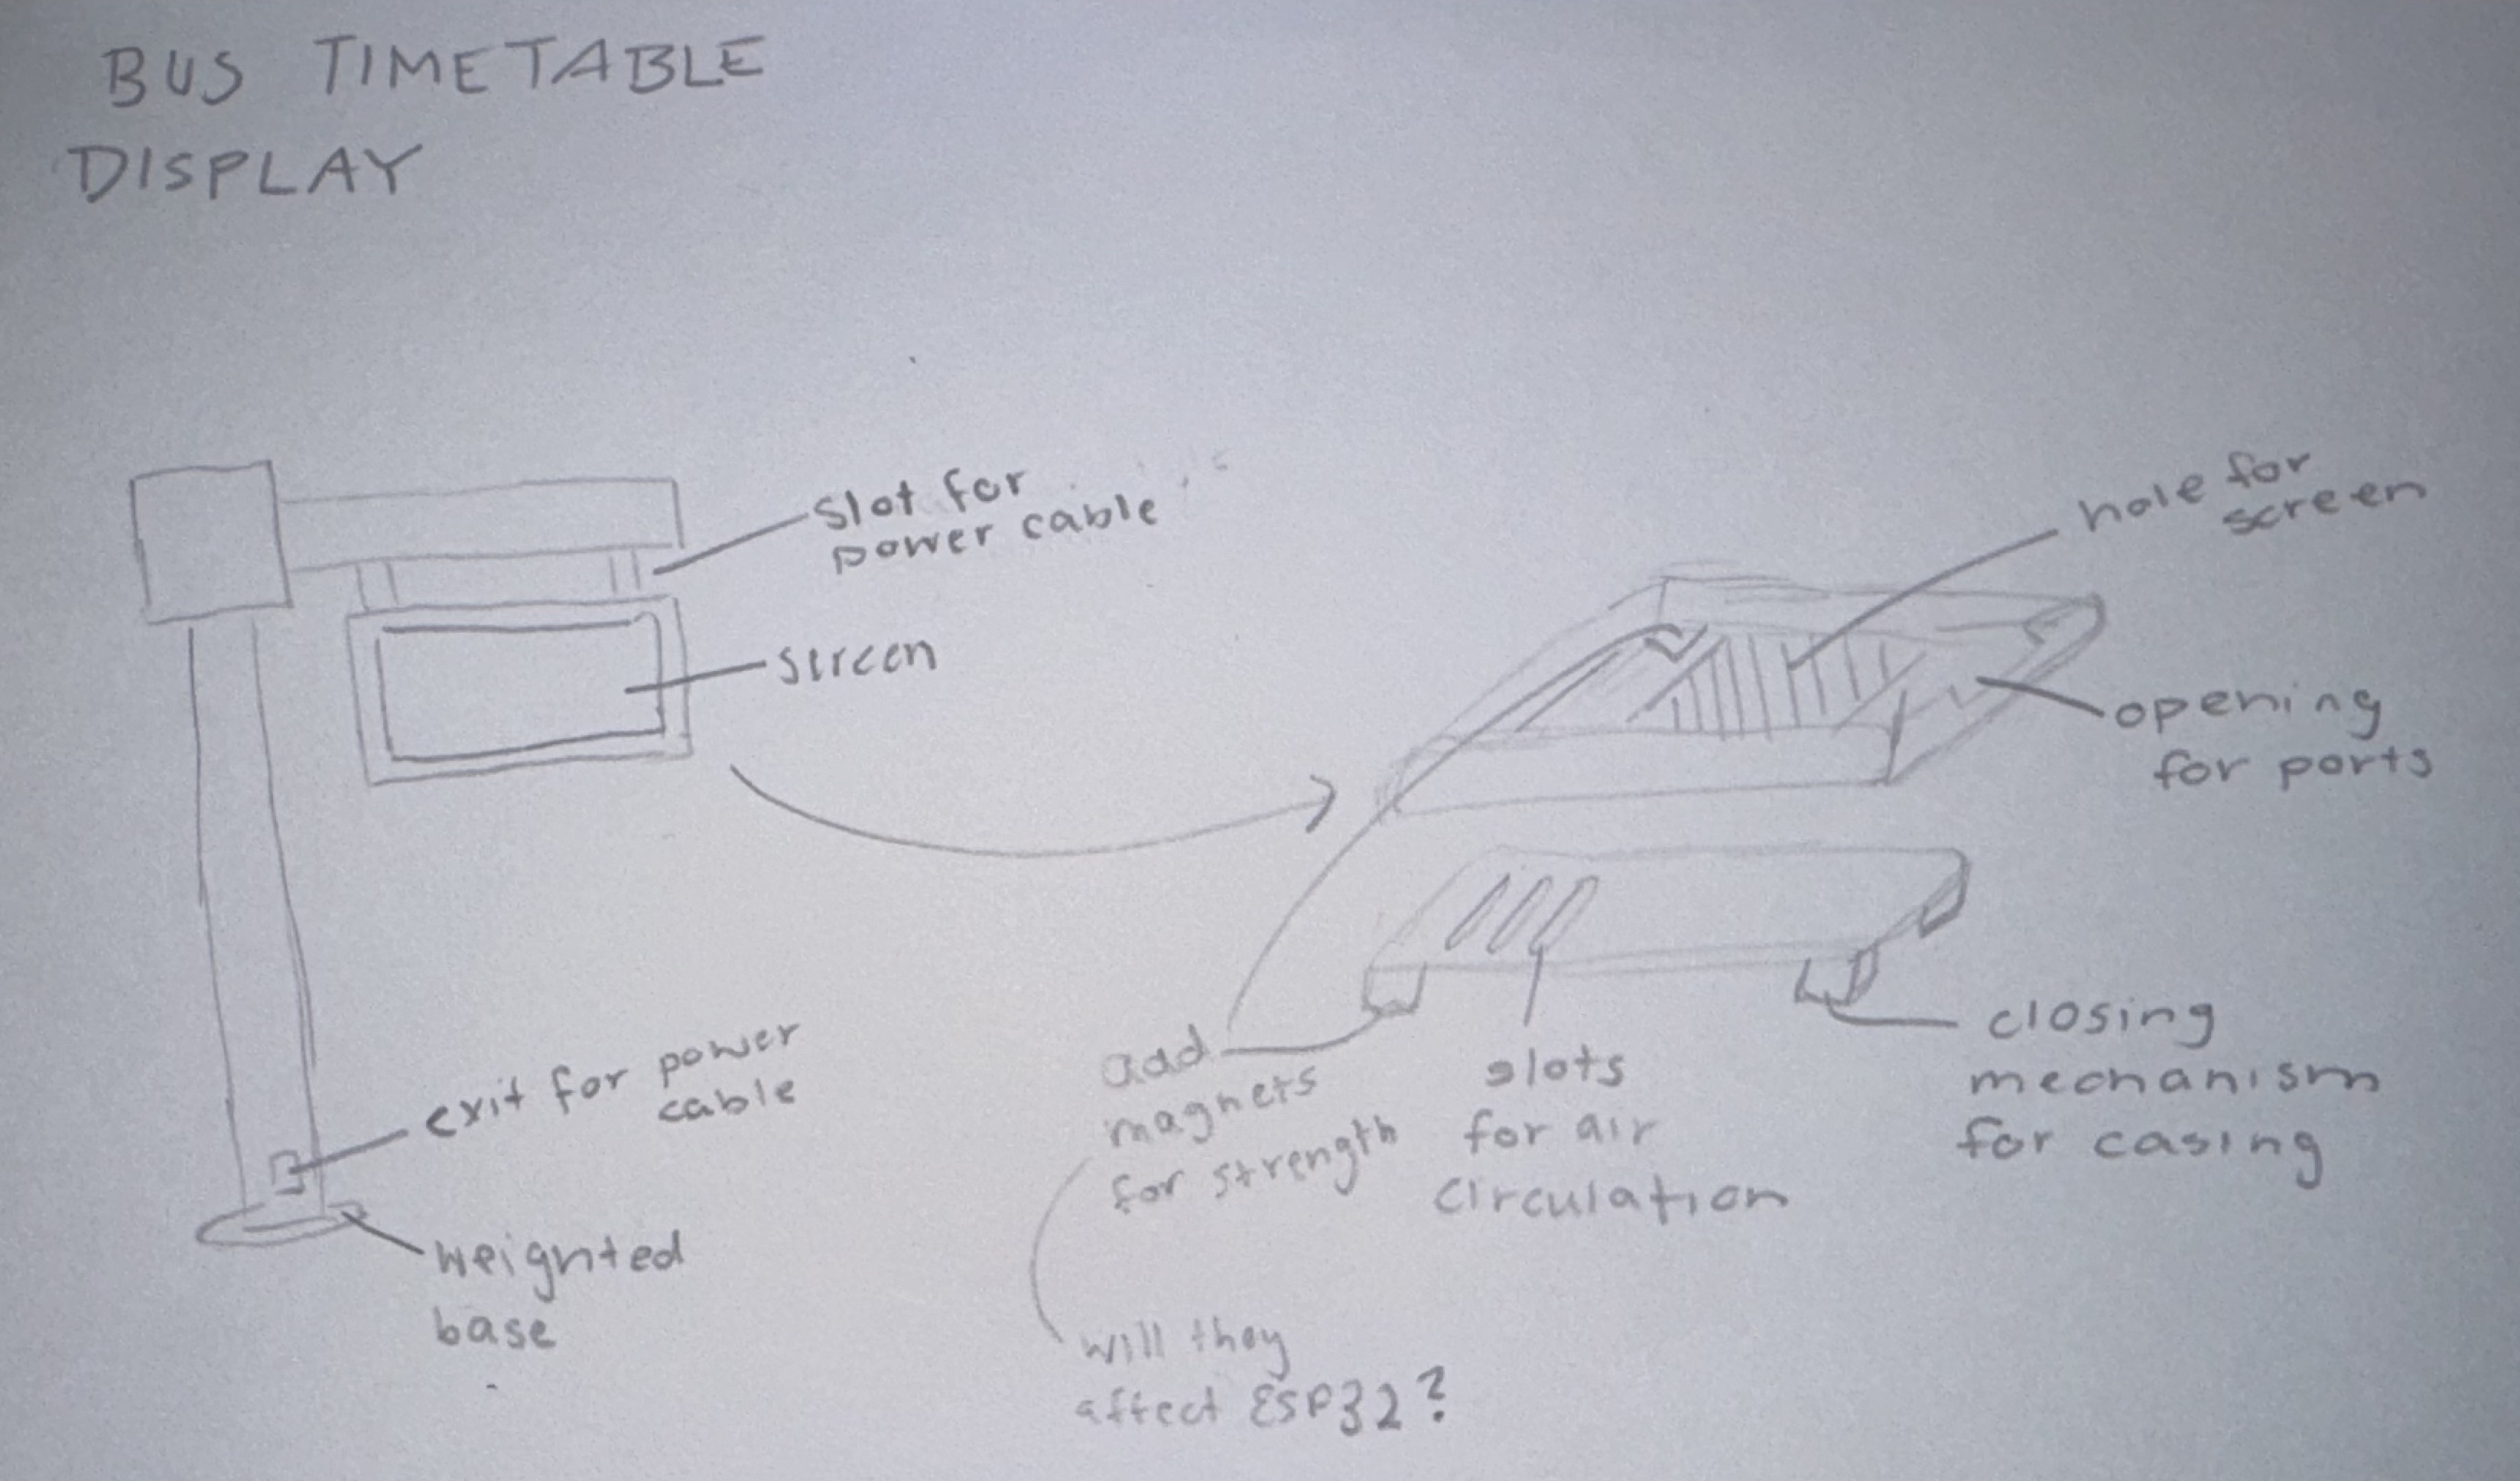 BUS TIMETABLE
DISPLAY
slot for
power cable
screen
exit for power
cable
weighted
base
hole for
screen
opening
for ports
add
magnets
for strength
slots
for air
circulation
closing
mechanism
for casing
will they
affect ESP32?